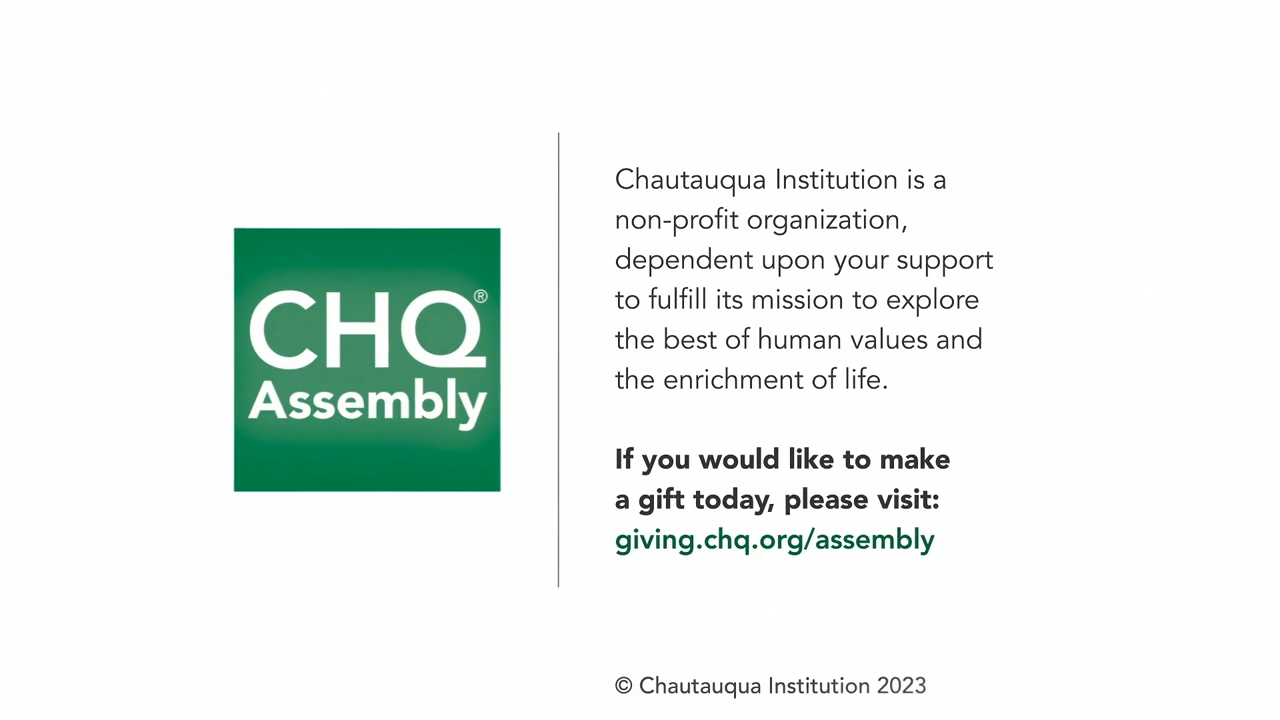 CHQ®
Assembly
Chautauqua Institution is a
non-profit organization,
dependent upon your support
to fulfill its mission to explore
the best of human values and
the enrichment of life.
If you would like to make
a gift today, please visit:
giving.chq.org/assembly
© Chautauqua Institution 2023